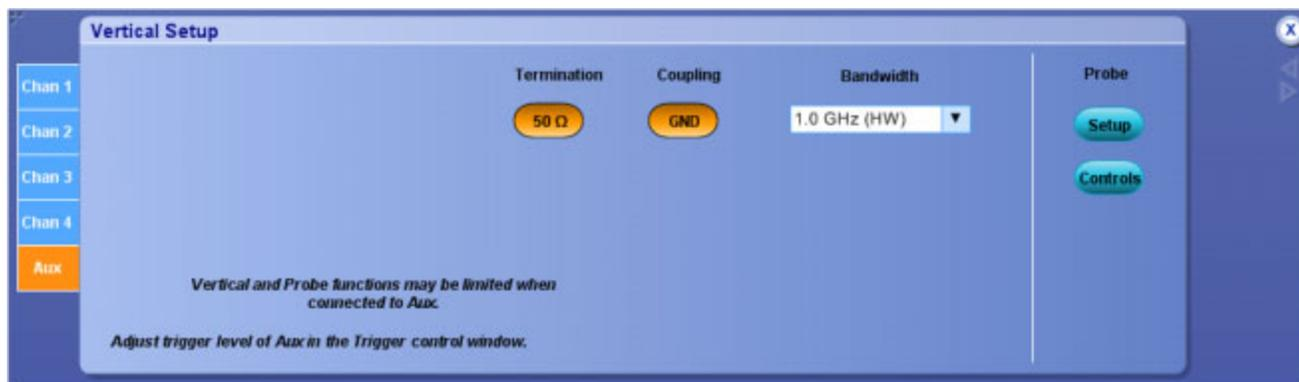 Vertical Setup
X
Chan 1
Chan 2
Chan 3
Chan 4
Aux
Termination
50 Ω
Coupling
GND
Bandwidth
1.0 GHz (HW)
Probe
Setup
Controls
Vertical and Probe functions may be limited when
connected to Aux.
Adjust trigger level of Aux in the Trigger control window.